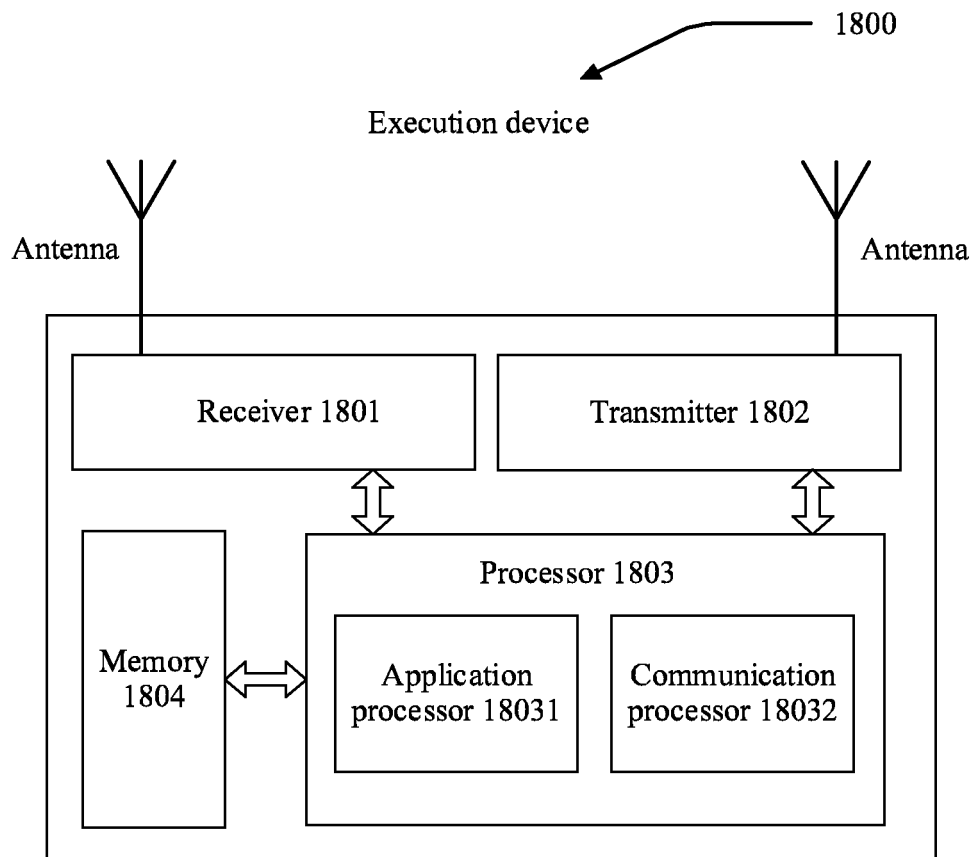 1800
Execution device
Antenna
Antenna
Receiver 1801
Transmitter 1802
Processor 1803
Memory
1804
Application
processor 18031
Communication
processor 18032